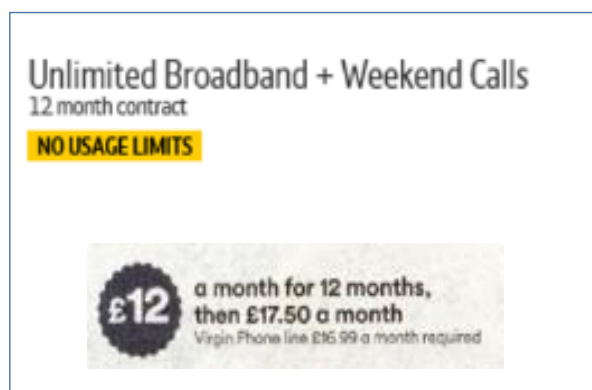 Unlimited Broadband + Weekend Calls
12 month contract
NO USAGE LIMITS
£12
a month for 12 months,
then £17.50 a month
Virgin Phone line £16.99 a month required